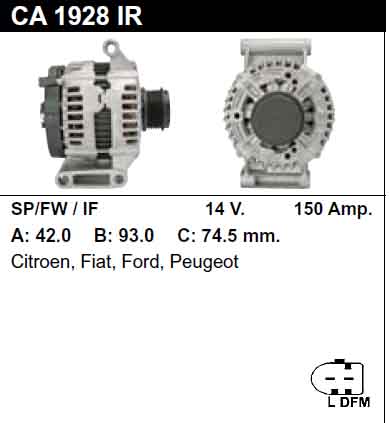 CA 1928 IR
SP/FW / IF 14 V. 150 Amp.
A: 42.0 B: 93.0 C: 74.5 mm.
Citroen, Fiat, Ford, Peugeot
L DFM